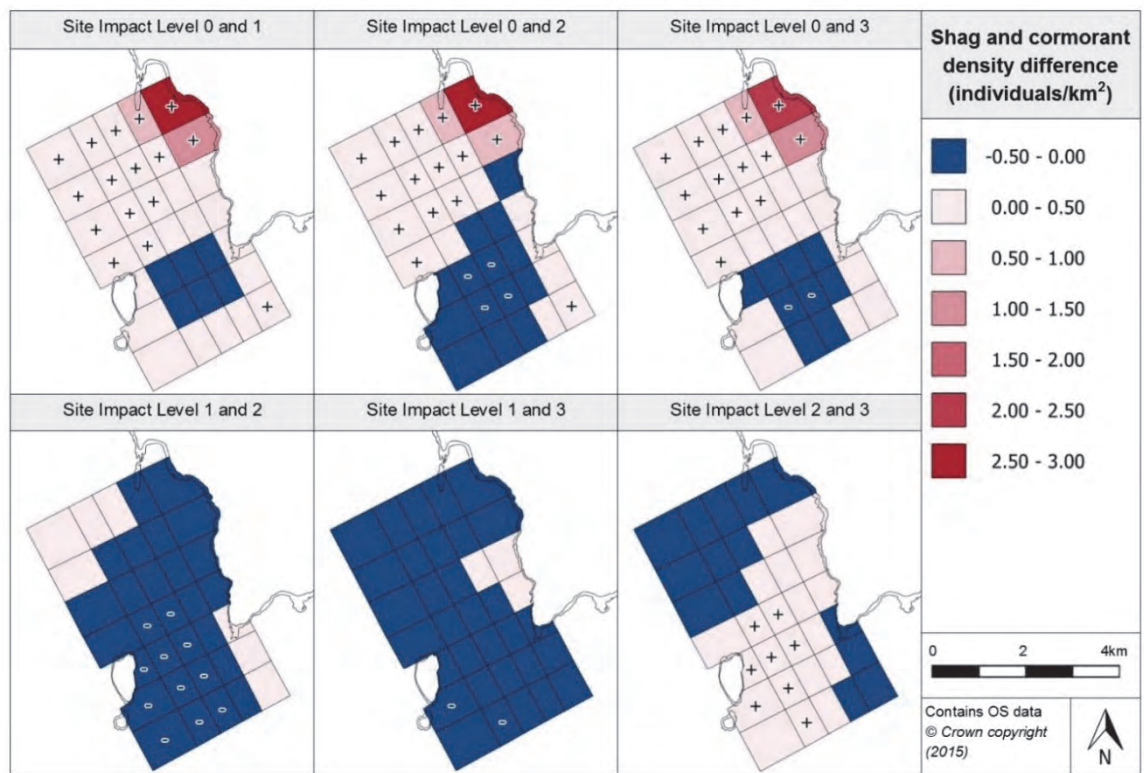 Site Impact Level 0 and 1
Site Impact Level 0 and 2
Site Impact Level 0 and 3
Site Impact Level 1 and 2
Site Impact Level 1 and 3
Site Impact Level 2 and 3
Shag and cormorant
density difference
(individuals/km²)
-0.50 - 0.00
0.00 - 0.50
0.50 - 1.00
1.00 - 1.50
1.50 - 2.00
2.00 - 2.50
2.50 - 3.00
0 2 4km
Contains OS data
© Crown copyright
(2015)
N